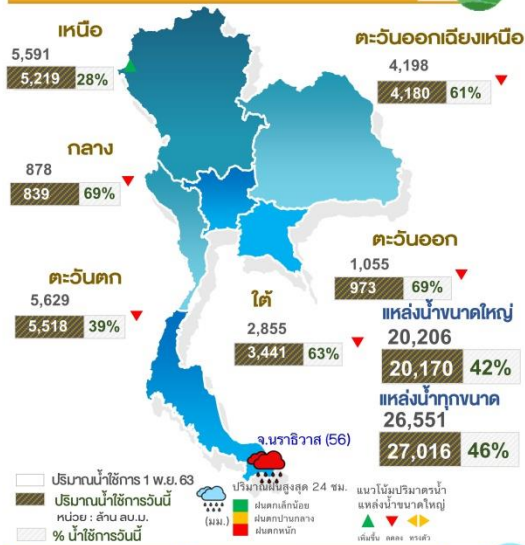 เหนือ
5,591
5,219 28%
ตะวันออกเฉียงเหนือ
4,198
4,180 61%
กลาง
878
839 69%
ตะวันออก
1,055
973 69%
ตะวันตก
5,629
5,518 39%
ใต้
2,855
3,441 63%
แหล่งน้ำขนาดใหญ่
20,206
20,170 42%
แหล่งน้ำทุกขนาด
26,551
27,016 46%
จ.นราธิวาส (56)
ปริมาณน้ำใช้การ 1 พ.ย. 63
ปริมาณน้ำใช้การวันนี้
หน่วย : ล้าน ลบ.ม.
% น้ำใช้การวันนี้
(มม.)
ปริมาณฝนสูงสุด 24 ชม.
ฝนตกเล็กน้อย
ฝนตกปานกลาง
ฝนตกหนัก
แนวโน้มปริมาตรน้ำ
แหล่งน้ำขนาดใหญ่
เพิ่มขึ้น ลดลง ทรงตัว